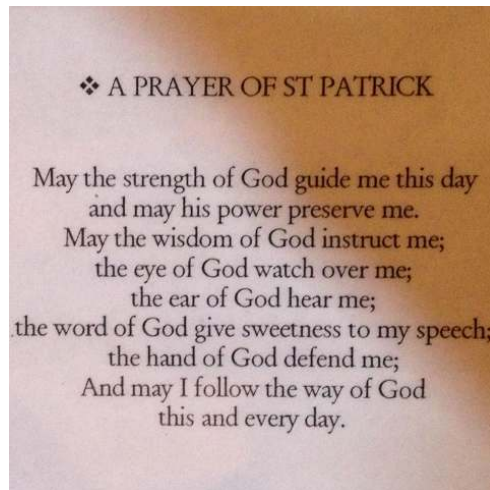 ❖ A PRAYER OF ST PATRICK
May the strength of God guide me this day
and may his power preserve me.
May the wisdom of God instruct me;
the eye of God watch over me;
the ear of God hear me;
the word of God give sweetness to my speech;
the hand of God defend me;
And may I follow the way of God
this and every day.